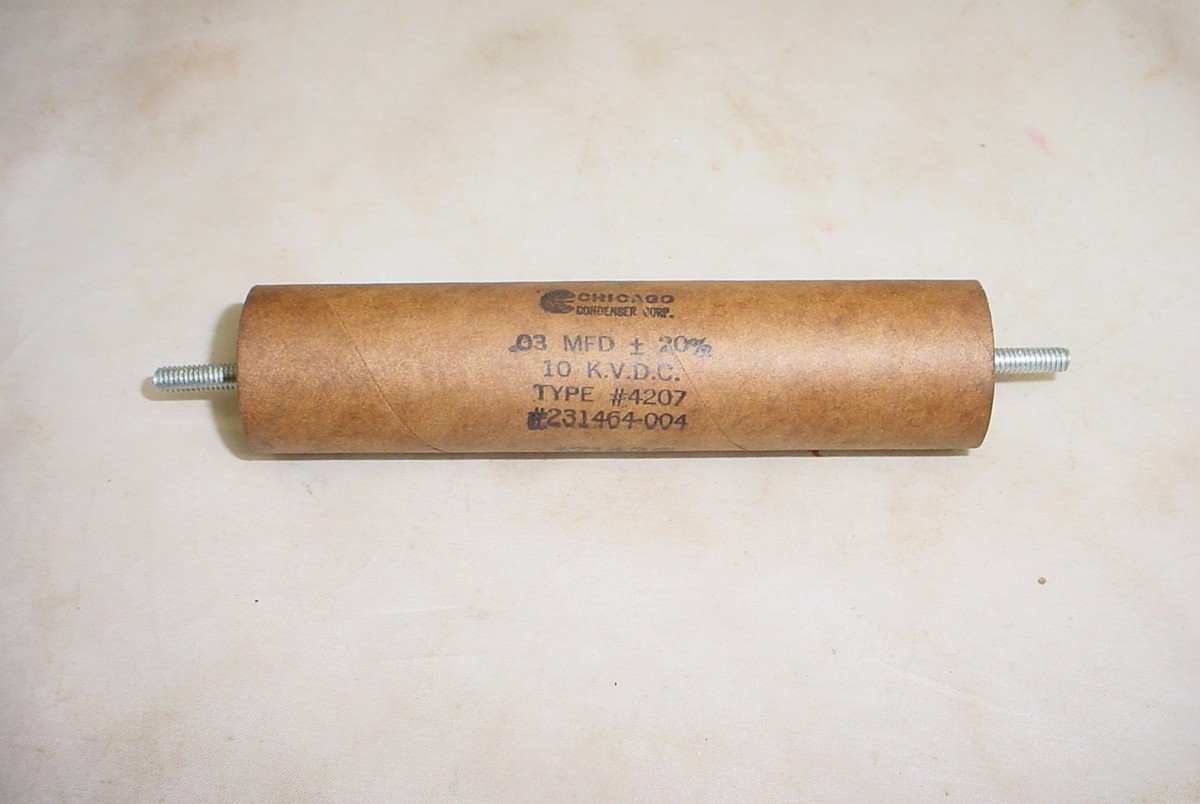 CHICAGO
CONDENSER CORP.
.03 MFD ± 20%
10 K.V.D.C.
TYPE #4207
#231464-004